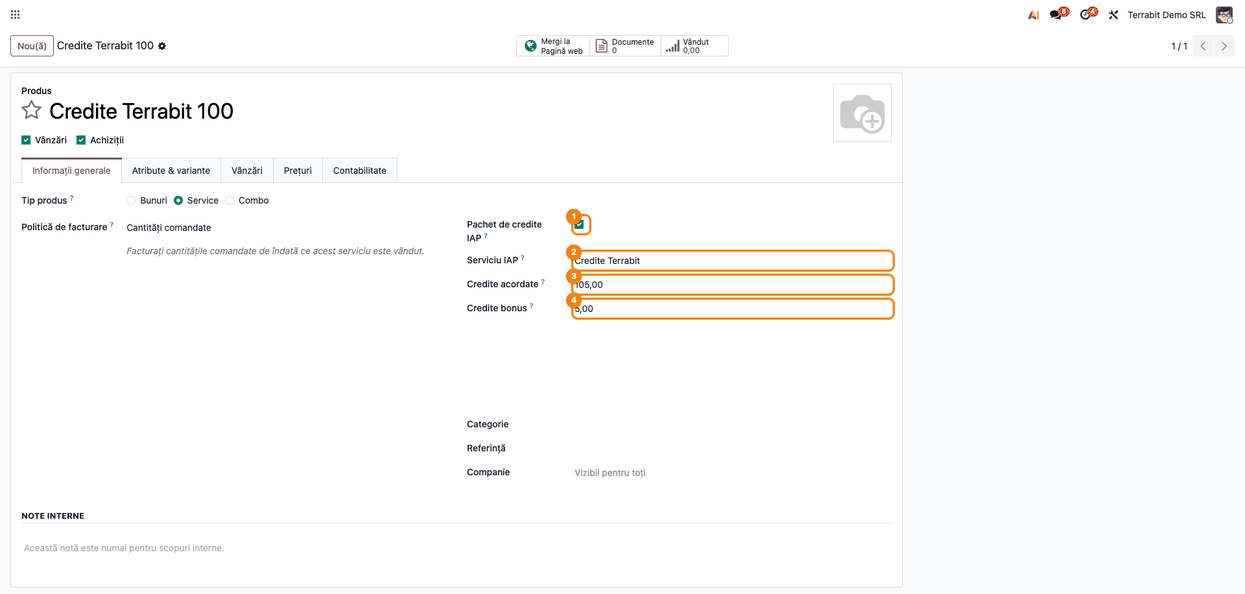 AI 8 4 Terrabit Demo SRL
Nou(ă) Credite Terrabit 100
Mergi la
Pagină web
Documente
0
Vândut
0,00
1 / 1
Produs
Credite Terrabit 100
Vânzări Achiziții
Informații generale Atribute & variante Vânzări Prețuri Contabilitate
Tip produs ? Bunuri Service Combo
Politică de facturare ? Cantități comandate
Facturați cantitățile comandate de îndată ce acest serviciu este vândut.
Pachet de credite
IAP ?
1
Serviciu IAP ? 2 Credite Terrabit
Credite acordate ? 3 105,00
Credite bonus ? 4 5,00
Categorie
Referință
Companie Vizibil pentru toți
NOTE INTERNE
Această notă este numai pentru scopuri interne.